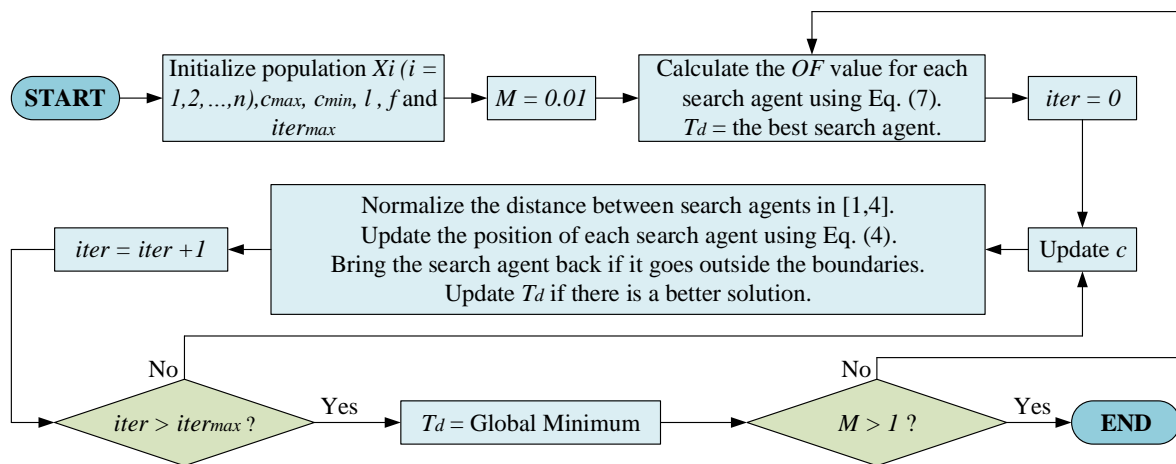 START
Initialize population Xi (i =
1,2,...,n),cmax, cmin, l , f and
itermax
M = 0.01
Calculate the OF value for each
search agent using Eq. (7).
Td = the best search agent.
iter = 0
Update c
Normalize the distance between search agents in [1,4].
Update the position of each search agent using Eq. (4).
Bring the search agent back if it goes outside the boundaries.
Update Td if there is a better solution.
iter = iter +1
No
iter > itermax ?
Yes
Td = Global Minimum
No
M > 1 ?
Yes
END